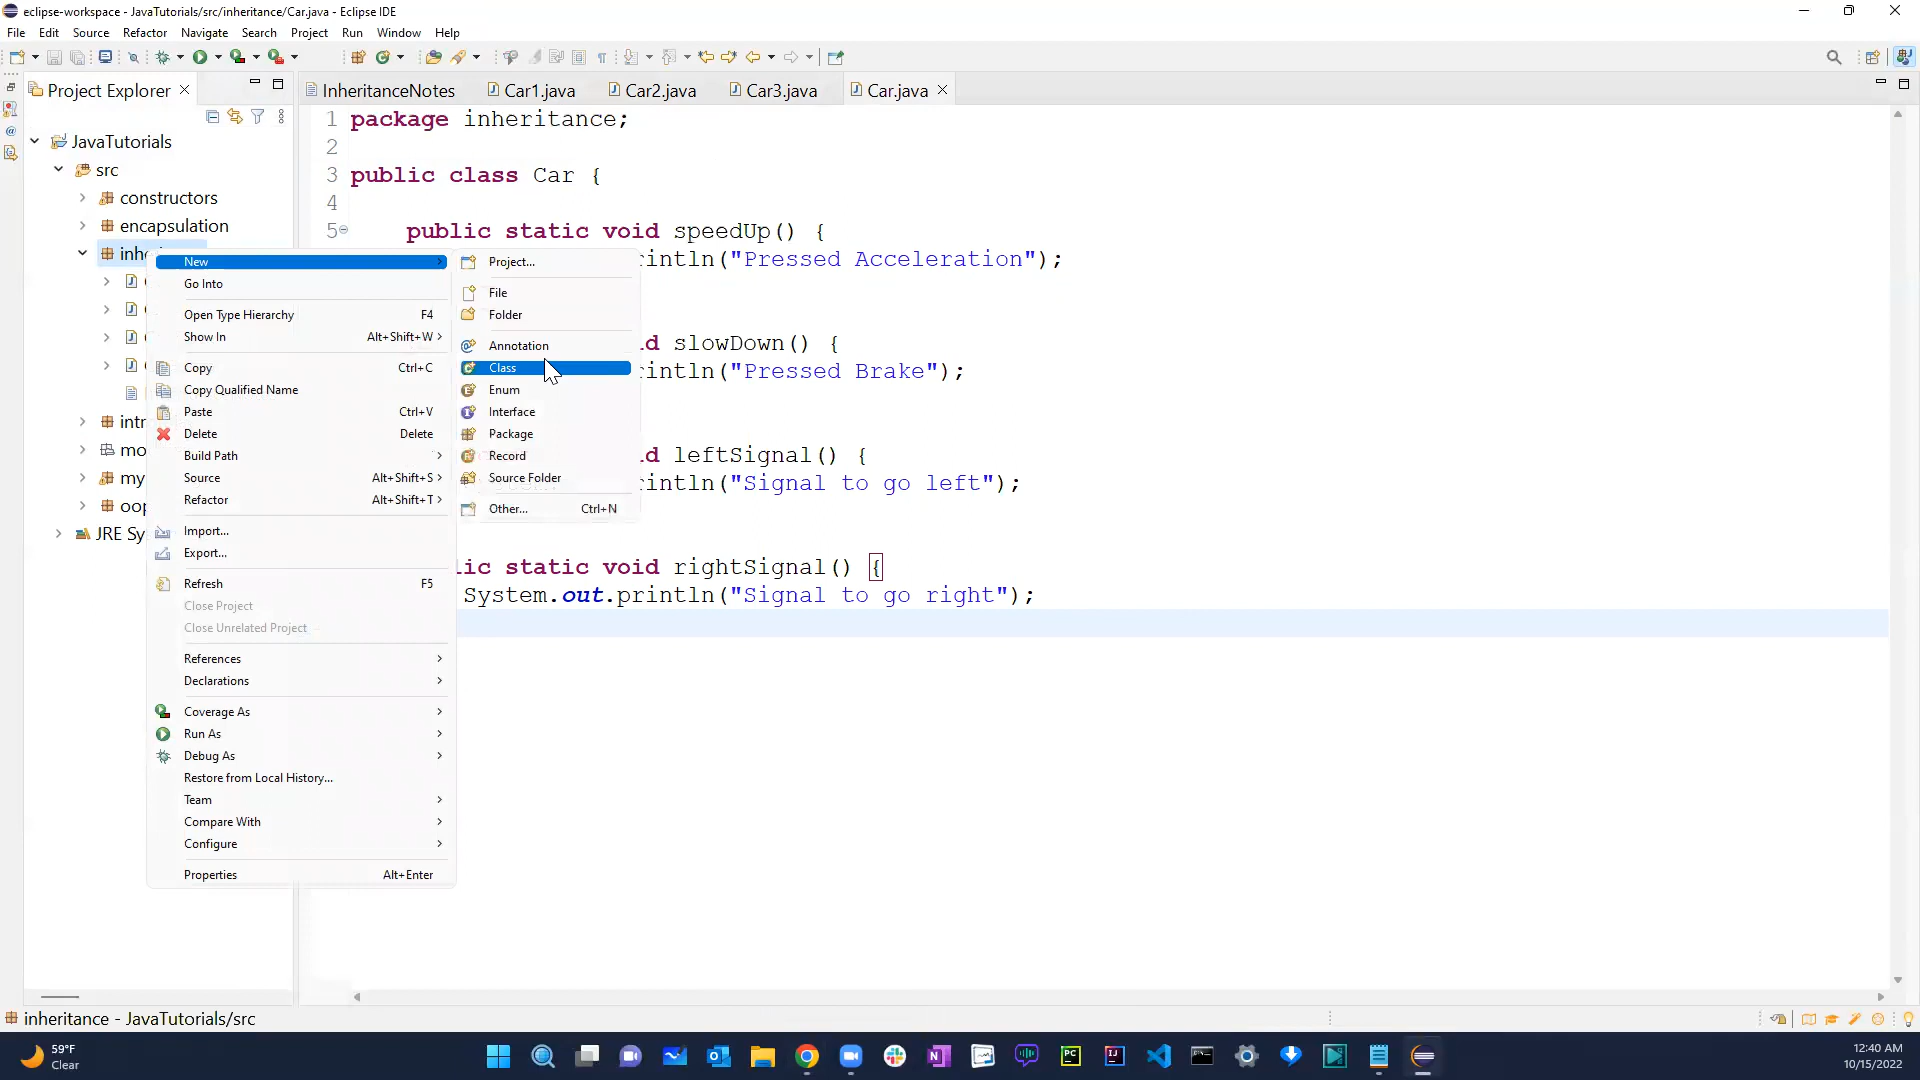 eclipse-workspace - JavaTutorials/src/inheritance/Car.java - Eclipse IDE
File Edit Source Refactor Navigate Search Project Run Window Help
Project Explorer
InheritanceNotes Car1.java Car2.java Car3.java Car.java
JavaTutorials
src
constructors
encapsulation
inhe
intr
mo
my
oop
JRE Sy
New
Go Into
Open Type Hierarchy F4
Show In Alt+Shift+W
Copy Ctrl+C
Copy Qualified Name
Paste Ctrl+V
Delete Delete
Build Path
Source Alt+Shift+S
Refactor Alt+Shift+T
Import...
Export...
Refresh F5
Close Project
Close Unrelated Project
References
Declarations
Coverage As
Run As
Debug As
Restore from Local History...
Team
Compare With
Configure
Properties Alt+Enter
Project...
File
Folder
Annotation
Class
Enum
Interface
Package
Record
Source Folder
Other... Ctrl+N
1 package inheritance;
2
3 public class Car {
4
5 public static void speedUp() {
intln("Pressed Acceleration");
id slowDown() {
intln("Pressed Brake");
id leftSignal() {
intln("Signal to go left");
lic static void rightSignal() {
System.out.println("Signal to go right");
inheritance - JavaTutorials/src
59°F
Clear
12:40 AM
10/15/2022